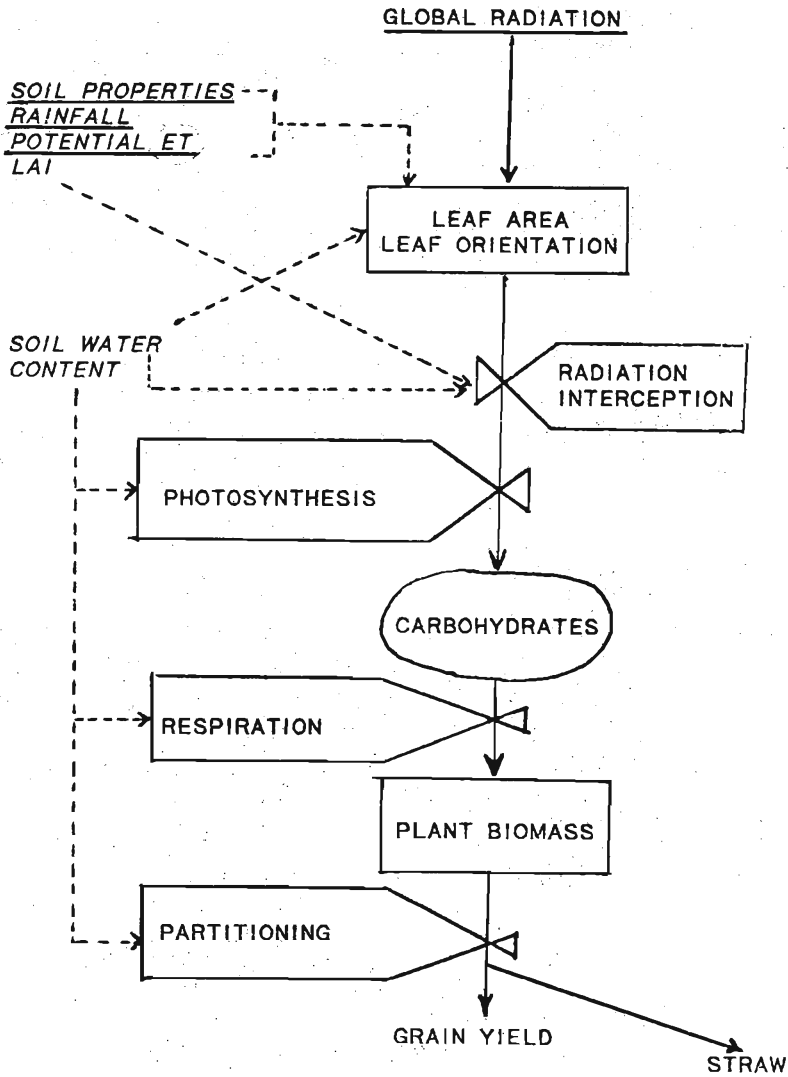 GLOBAL RADIATION
SOIL PROPERTIES
RAINFALL
POTENTIAL ET
LAI
LEAF AREA
LEAF ORIENTATION
SOIL WATER
CONTENT
RADIATION
INTERCEPTION
PHOTOSYNTHESIS
CARBOHYDRATES
RESPIRATION
PLANT BIOMASS
PARTITIONING
GRAIN YIELD
STRAW